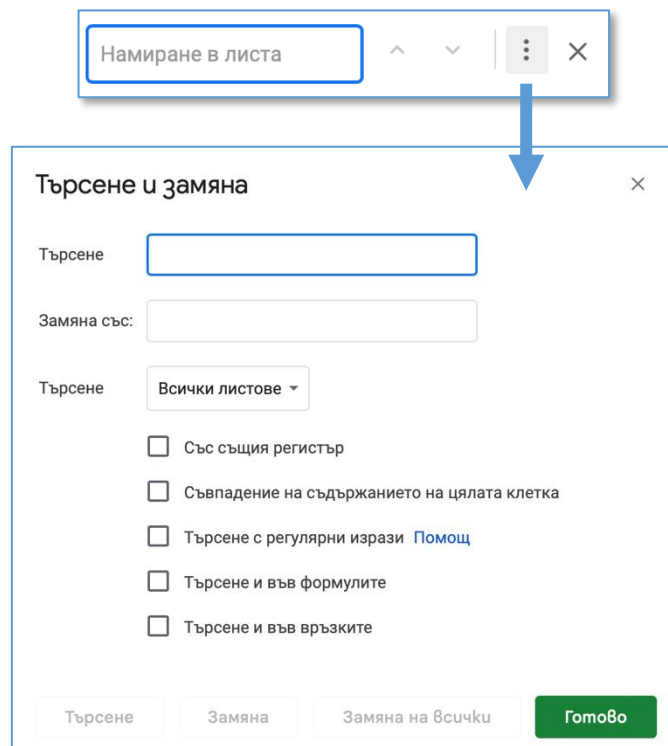 Намиране в листа
Търсене и замяна
Търсене
Замяна със:
Търсене Всички листове
Със същия регистър
Съвпадение на съдържанието на цялата клетка
Търсене с регулярни изрази Помощ
Търсене и във формулите
Търсене и във връзките
Търсене Замяна Замяна на всички Готово